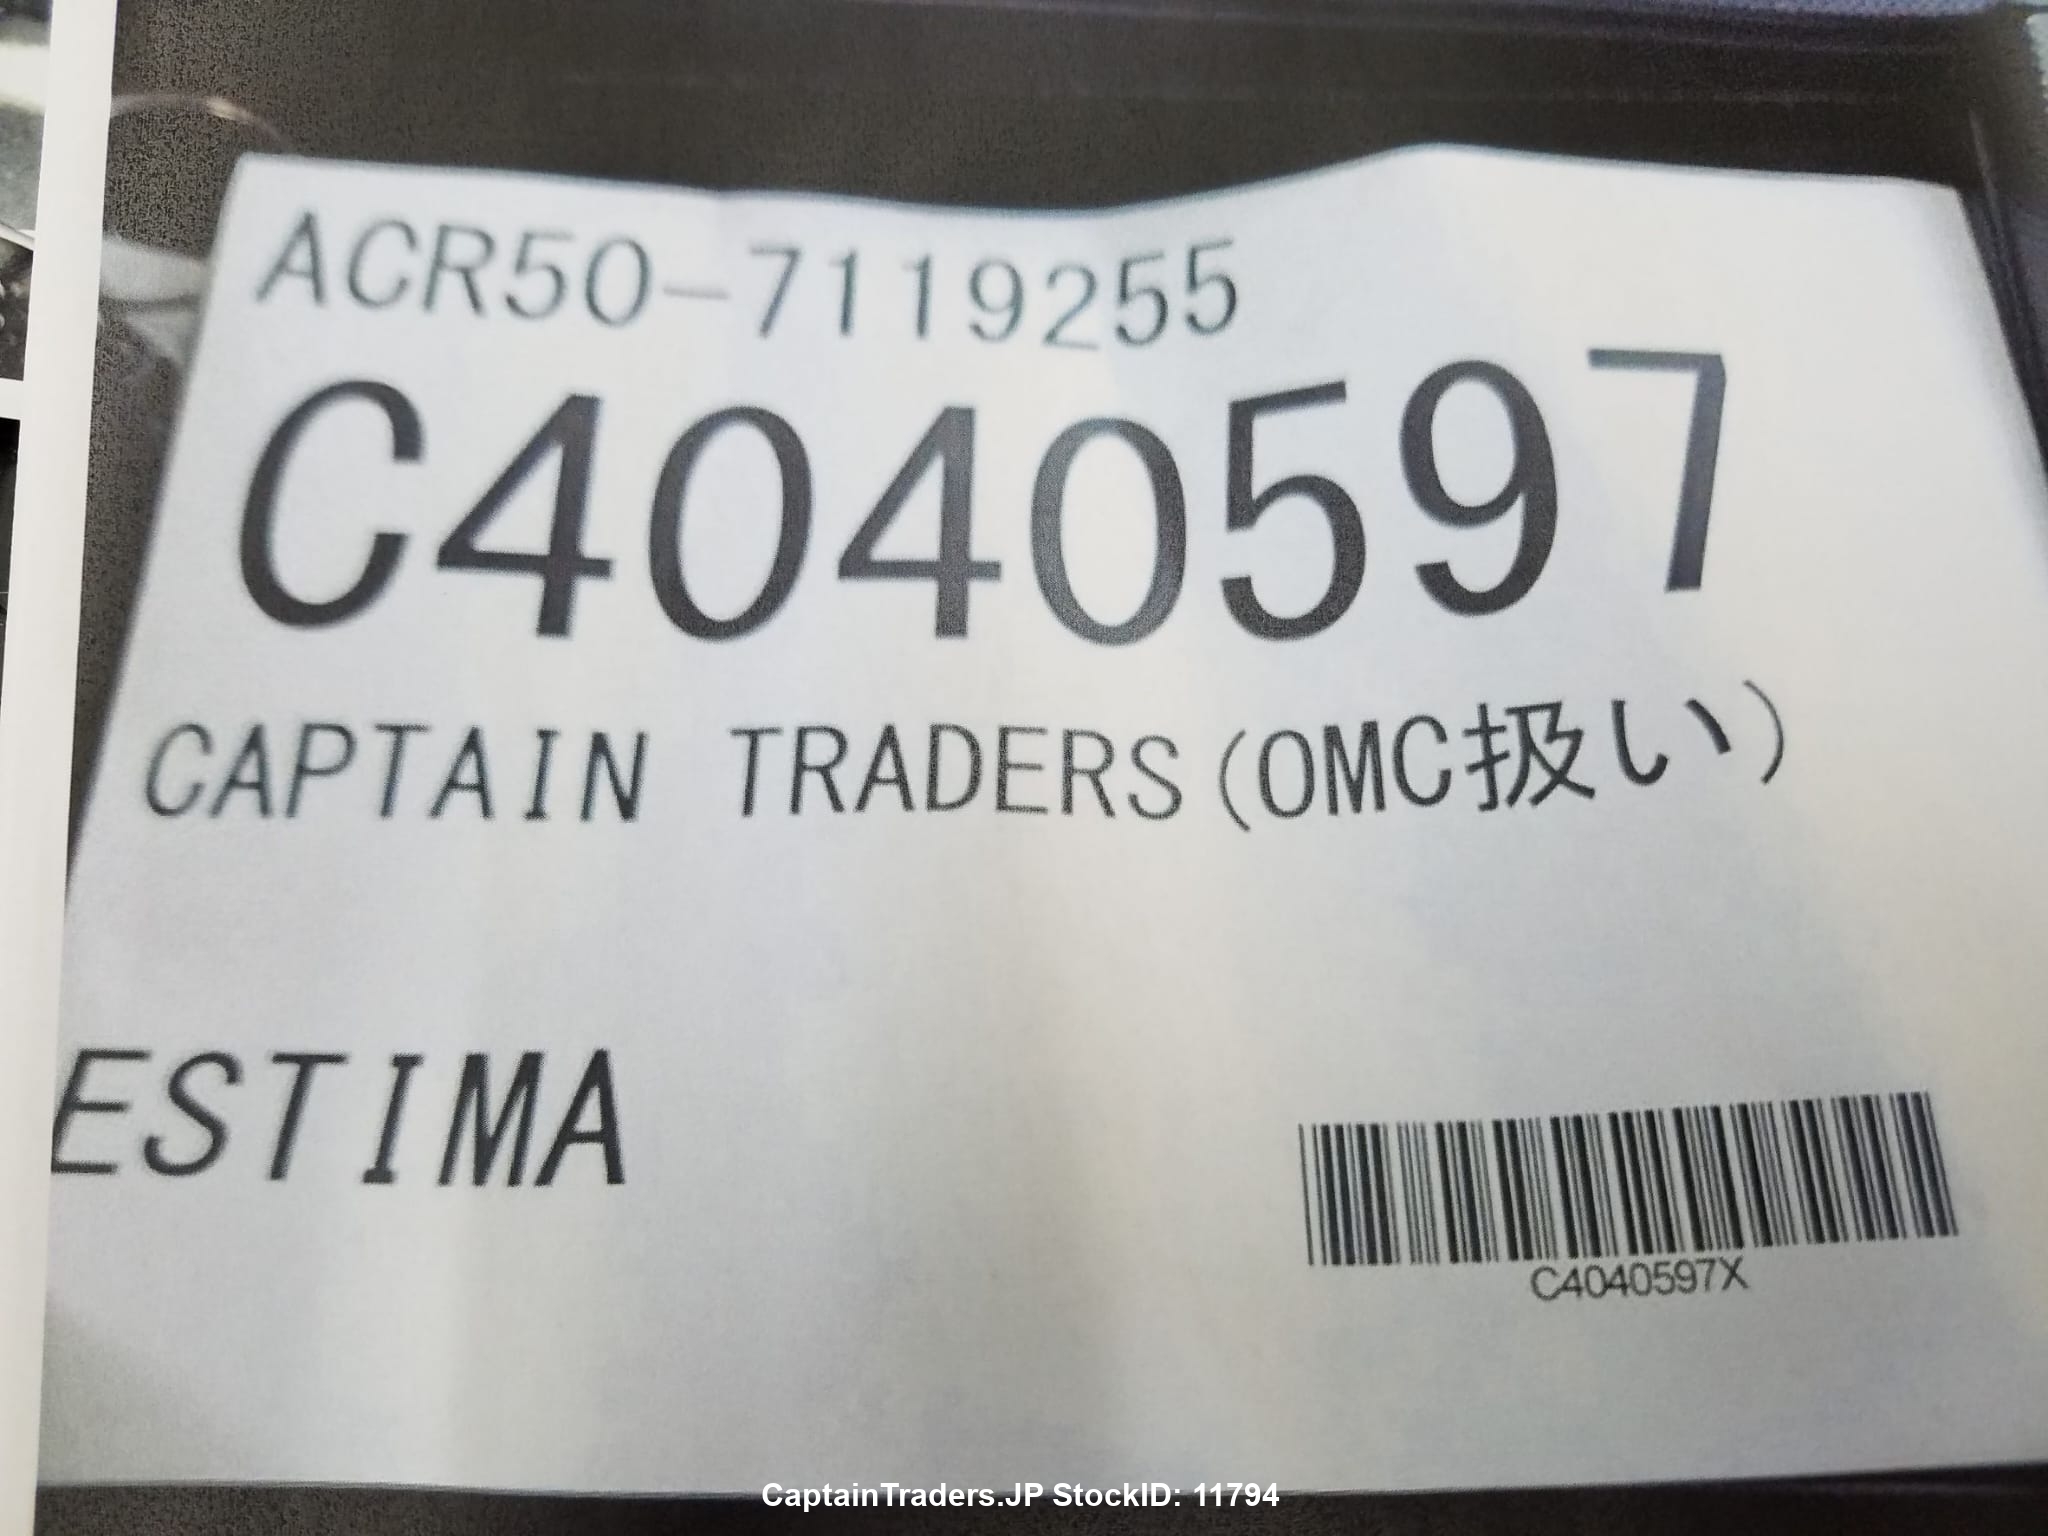 ACR50-7119255
C4040597
CAPTAIN TRADERS(OMC扱い)
ESTIMA
C4040597X
CaptainTraders.JP StockID: 11794